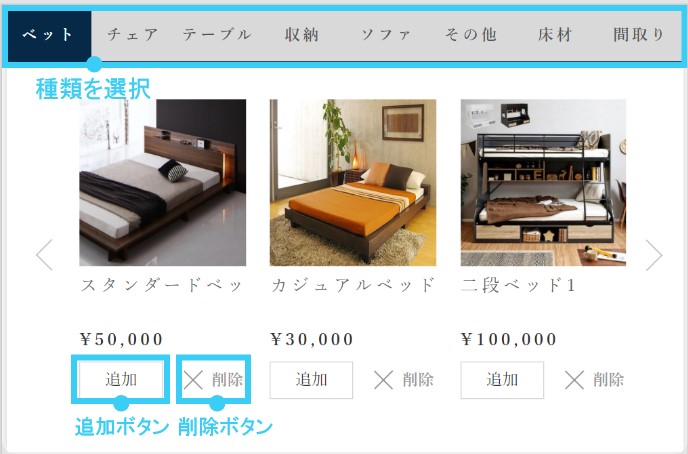 ベット チェア テーブル 収納 ソファ その他 床材 間取り
種類を選択
スタンダードベッ カジュアルベッド 二段ベッド1
¥50,000 ¥30,000 ¥100,000
追加 削除 追加 削除 追加 削除
追加ボタン 削除ボタン